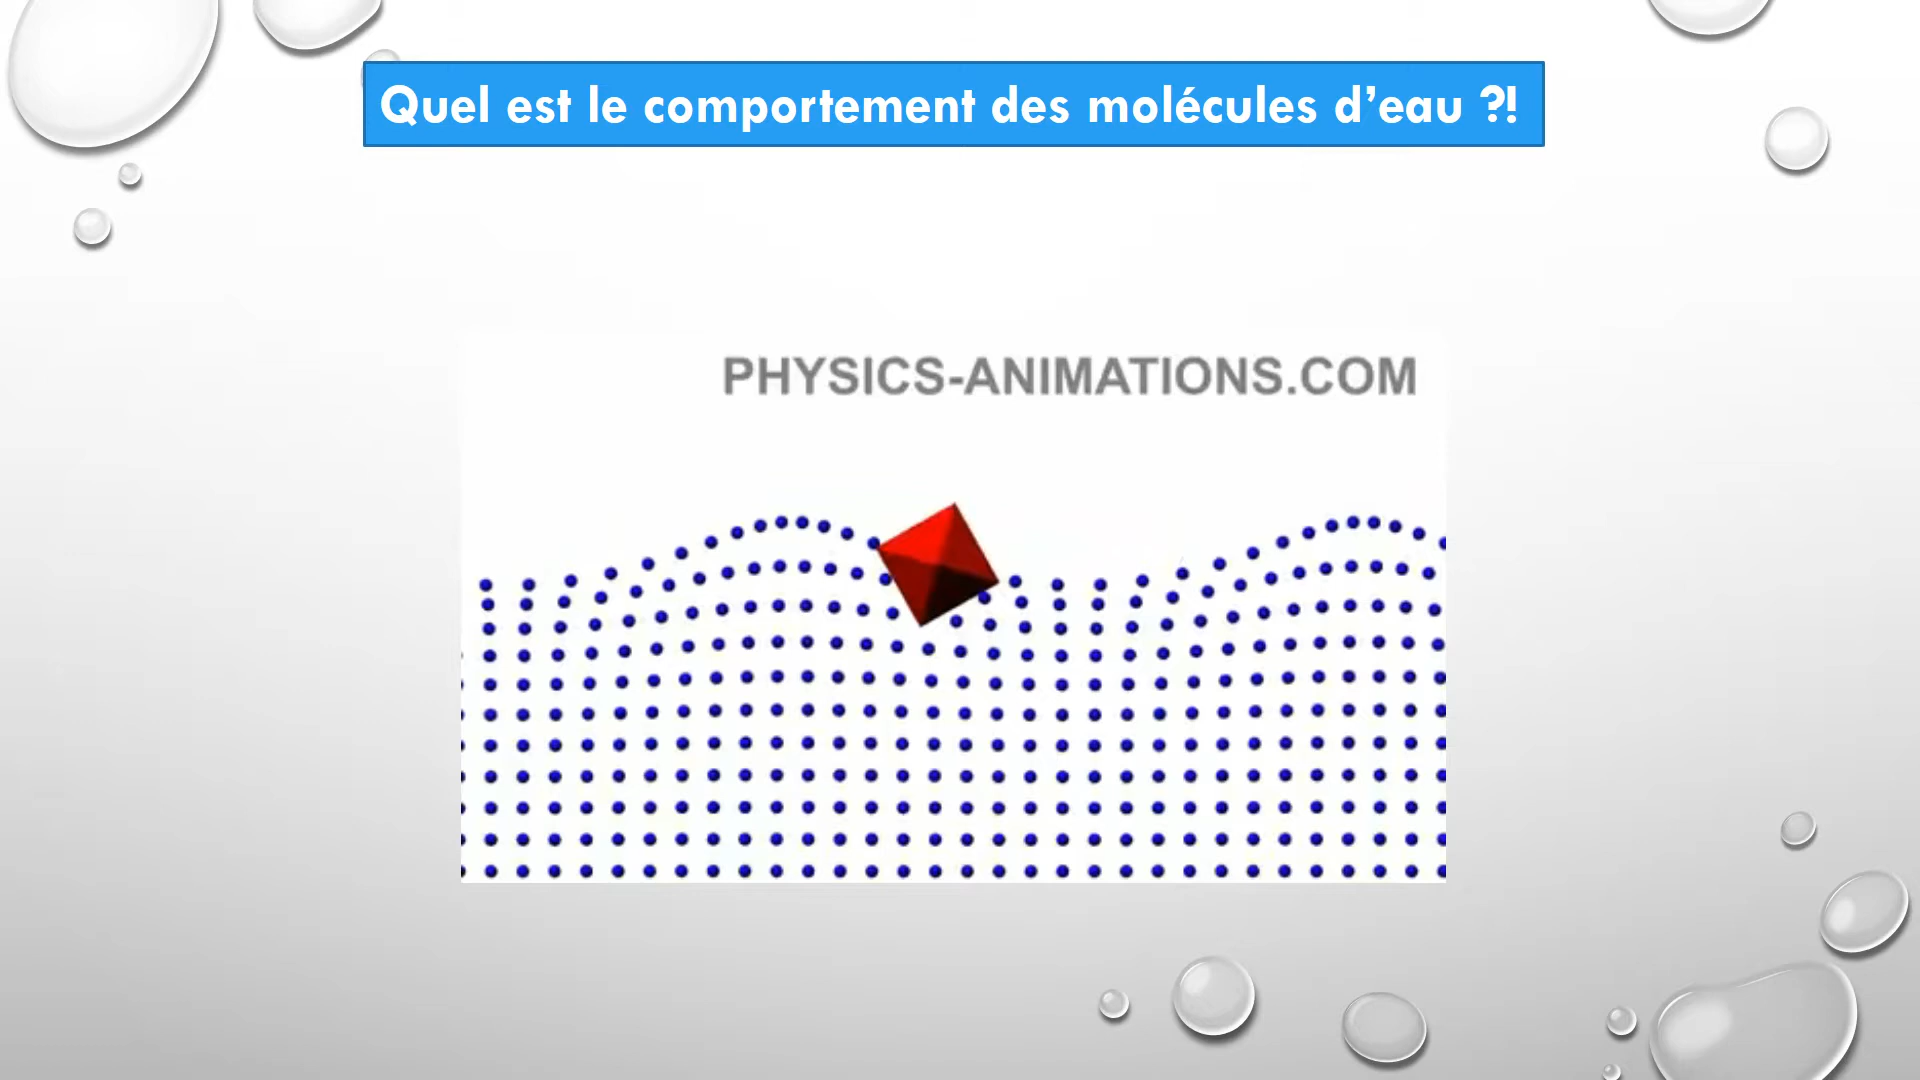 Quel est le comportement des molécules d’eau ?!
PHYSICS-ANIMATIONS.COM